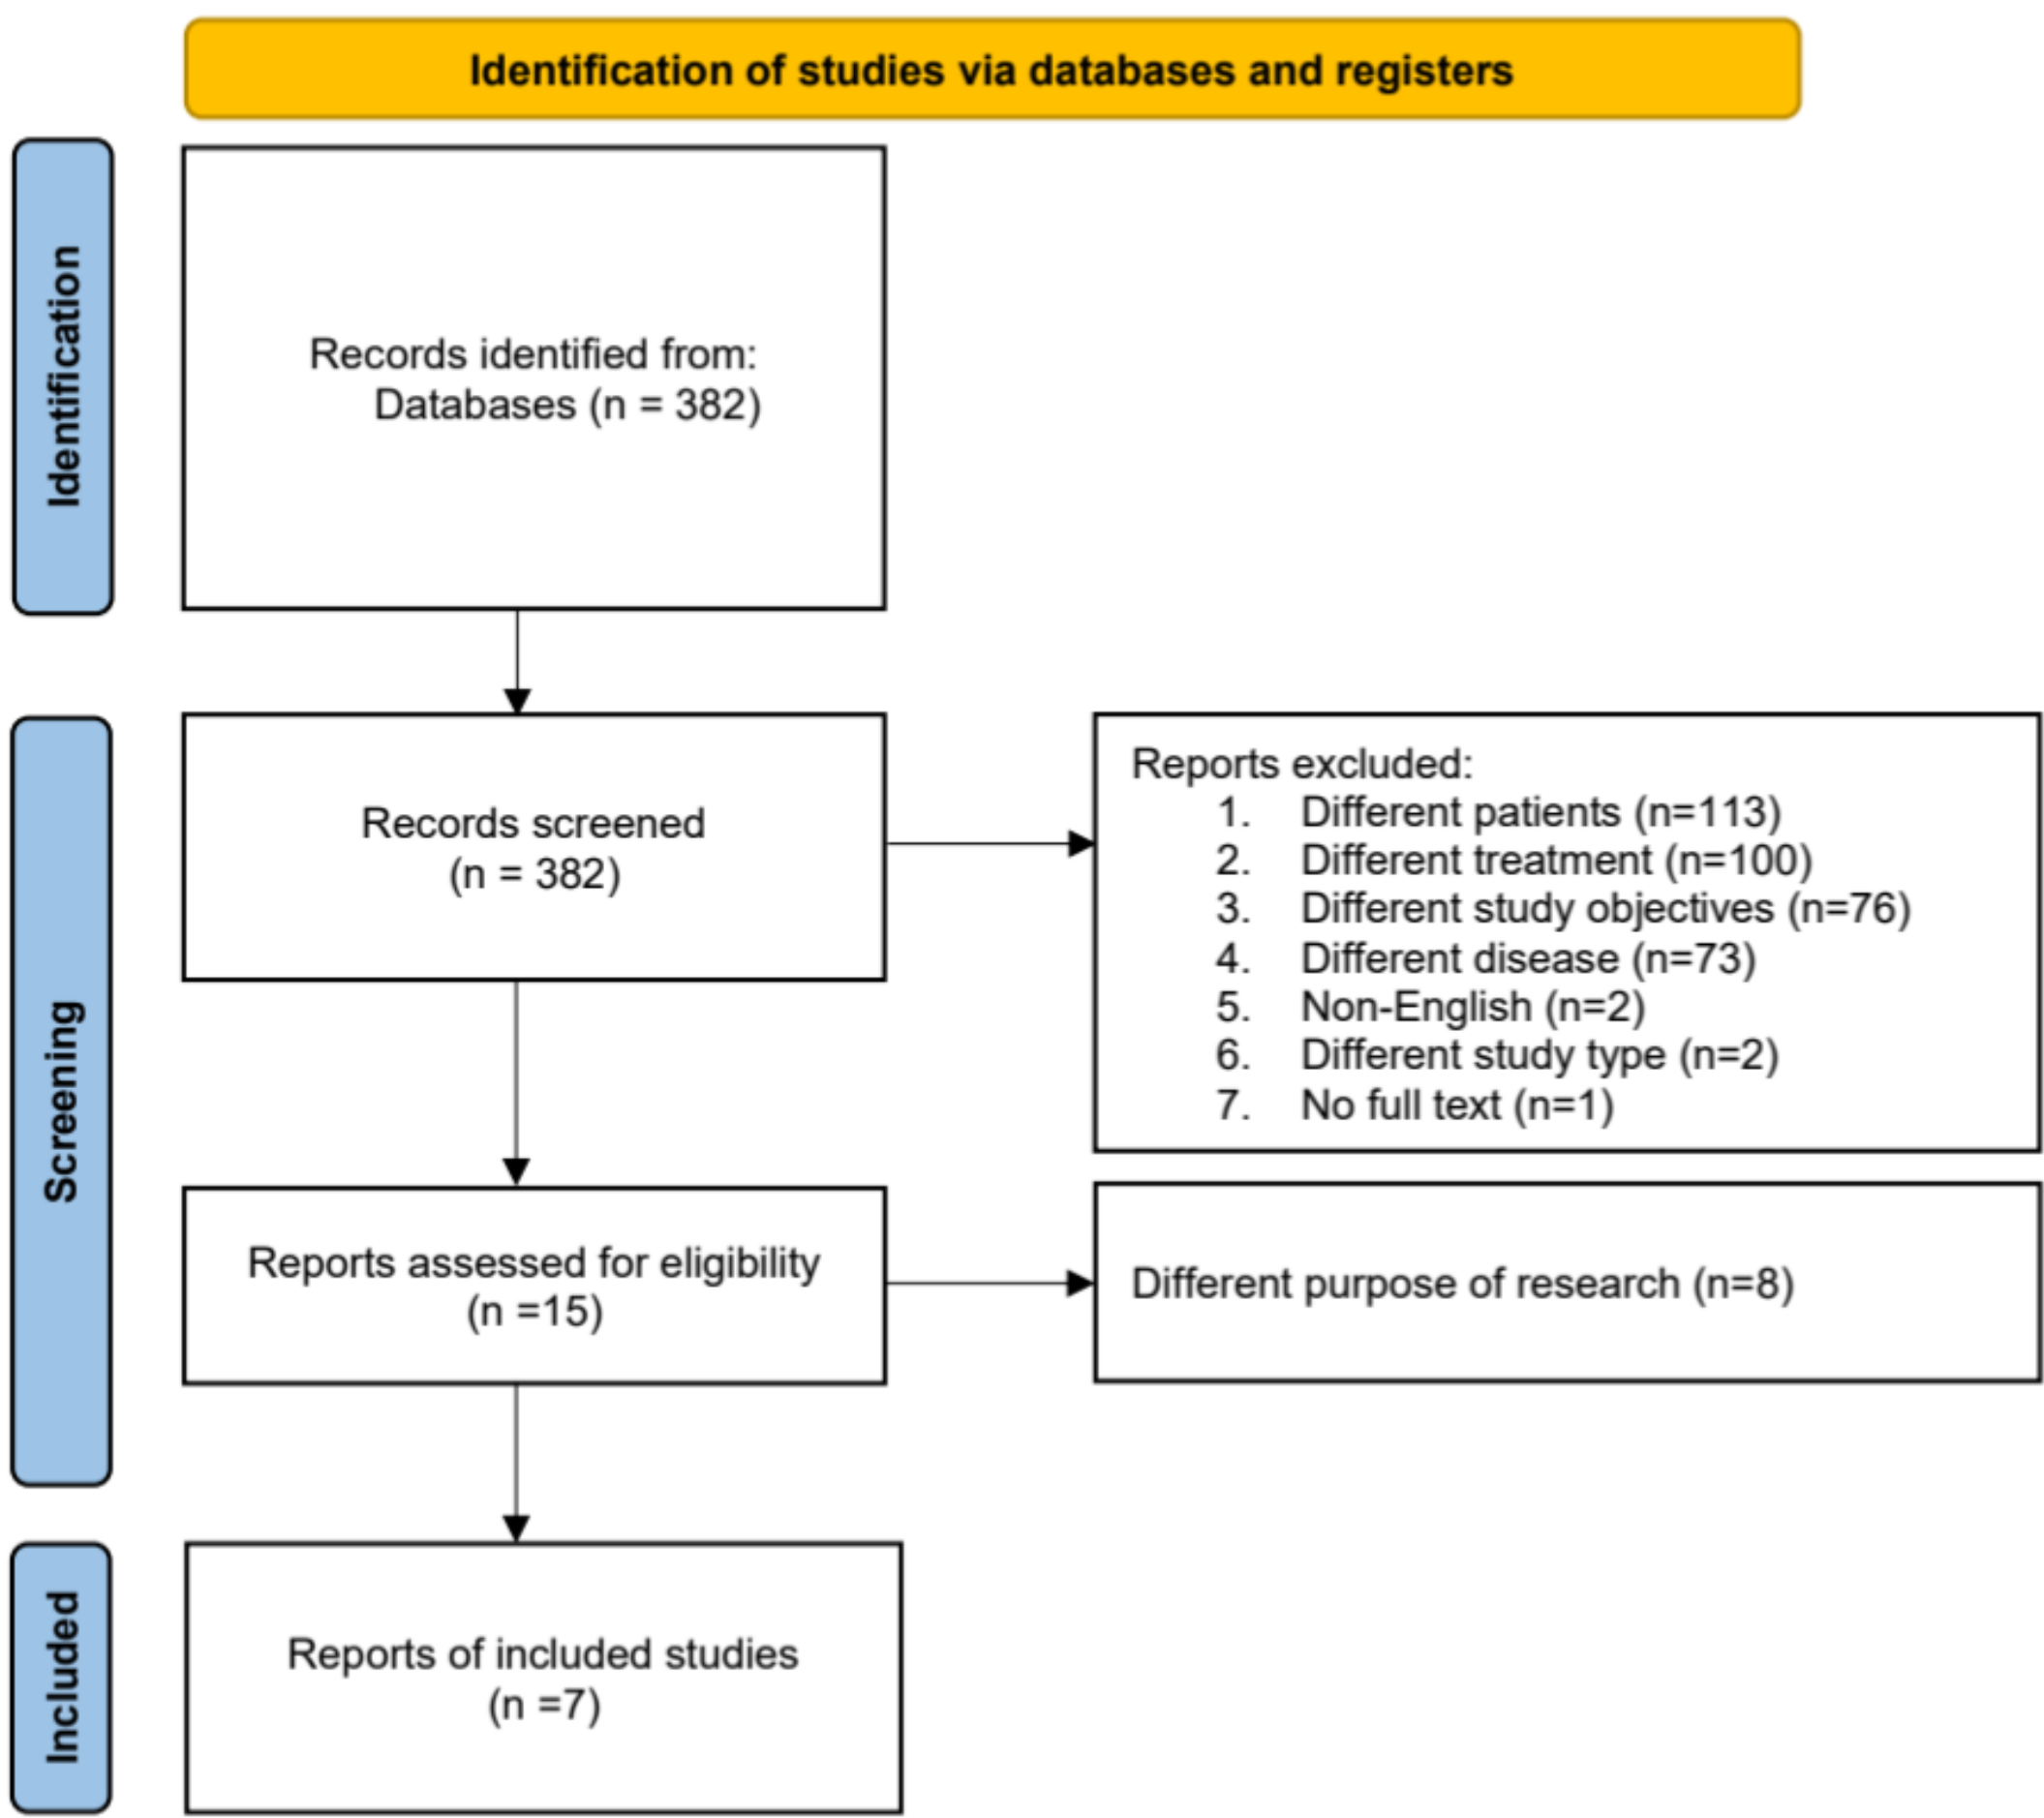 Identification of studies via databases and registers
Identification
Records identified from:
Databases (n = 382)
Screening
Records screened
(n = 382)
Reports excluded:
1. Different patients (n=113)
2. Different treatment (n=100)
3. Different study objectives (n=76)
4. Different disease (n=73)
5. Non-English (n=2)
6. Different study type (n=2)
7. No full text (n=1)
Reports assessed for eligibility
(n =15)
Different purpose of research (n=8)
Included
Reports of included studies
(n =7)